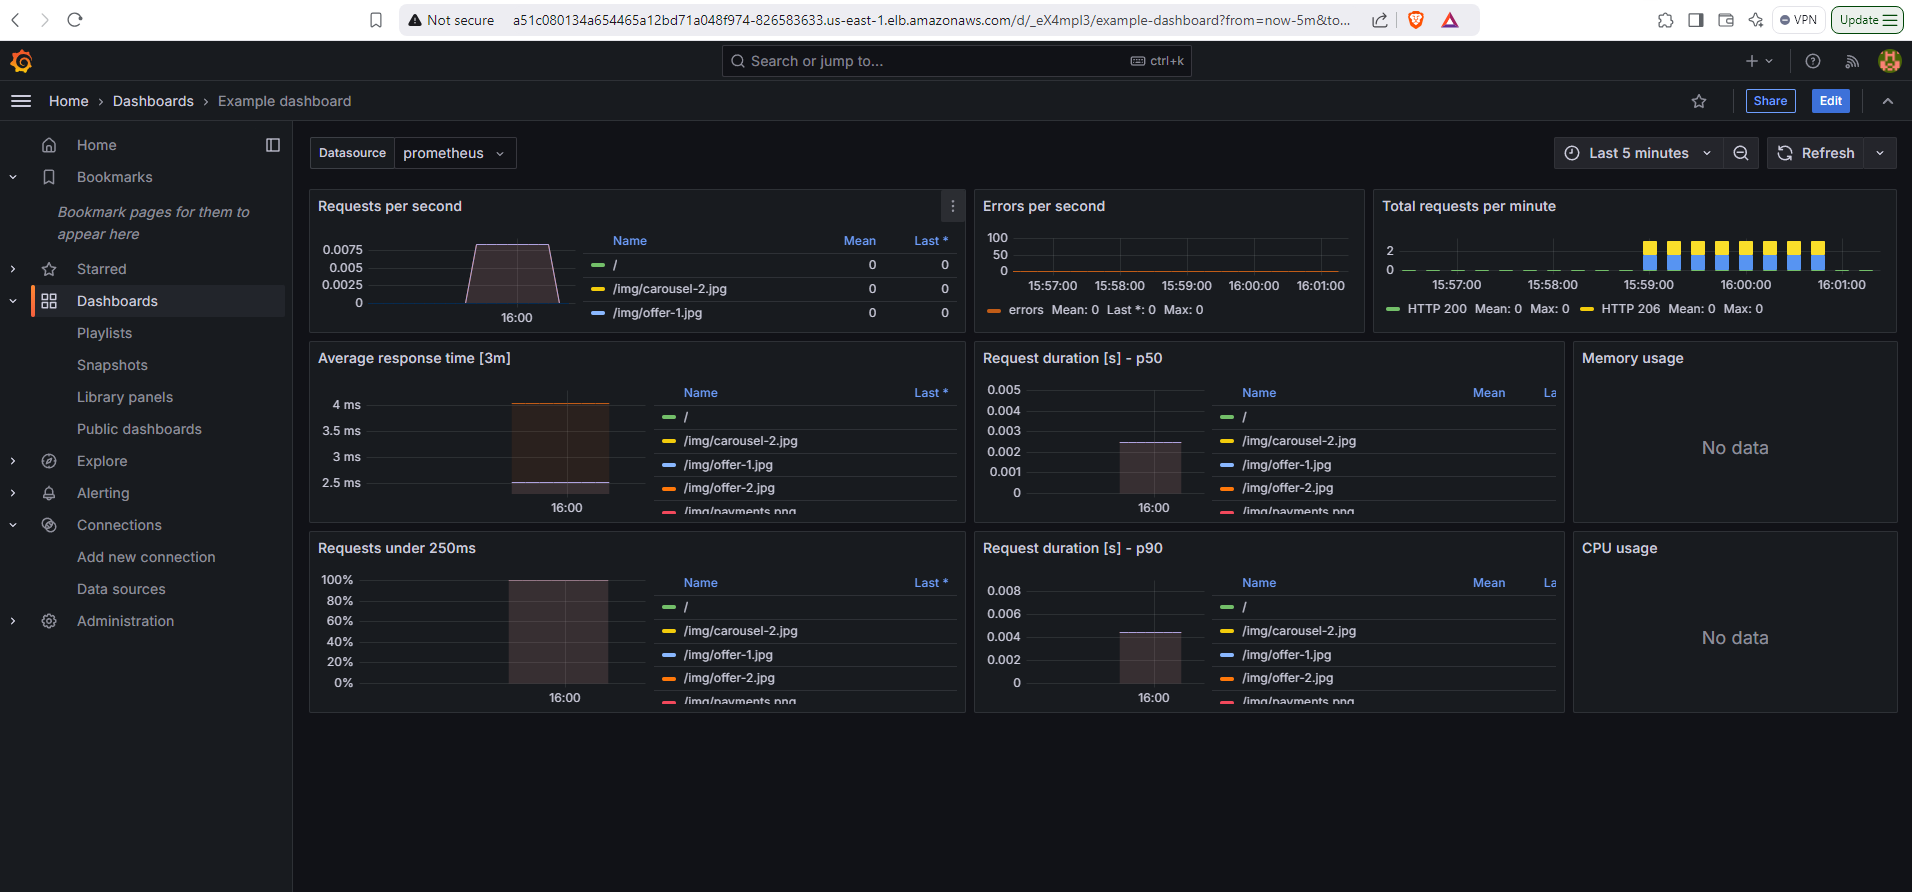 Not secure a51c080134a654465a12bd71a048f974-826583633.us-east-1.elb.amazonaws.com/d/_eX4mpl3/example-dashboard?from=now-5m&to... VPN Update
Search or jump to... ctrl+k
Home › Dashboards › Example dashboard Share Edit
Home
Bookmarks
Bookmark pages for them to
appear here
Starred
Dashboards
Playlists
Snapshots
Library panels
Public dashboards
Explore
Alerting
Connections
Add new connection
Data sources
Administration
Datasource prometheus Last 5 minutes Refresh
Requests per second
0.0075
0.005
0.0025
0
16:00
Name Mean Last *
/ 0 0
/img/carousel-2.jpg 0 0
/img/offer-1.jpg 0 0
Errors per second
100
50
0
15:57:00 15:58:00 15:59:00 16:00:00 16:01:00
errors Mean: 0 Last *: 0 Max: 0
Total requests per minute
2
0
15:57:00 15:58:00 15:59:00 16:00:00 16:01:00
HTTP 200 Mean: 0 Max: 0 HTTP 206 Mean: 0 Max: 0
Average response time [3m]
4 ms
3.5 ms
3 ms
2.5 ms
16:00
Name Last *
/
/img/carousel-2.jpg
/img/offer-1.jpg
/img/offer-2.jpg
/img/payments.png
Request duration [s] - p50
0.005
0.004
0.003
0.002
0.001
0
16:00
Name Mean La
/
/img/carousel-2.jpg
/img/offer-1.jpg
/img/offer-2.jpg
/img/payments.png
Memory usage
No data
Requests under 250ms
100%
80%
60%
40%
20%
0%
16:00
Name Last *
/
/img/carousel-2.jpg
/img/offer-1.jpg
/img/offer-2.jpg
/img/payments.png
Request duration [s] - p90
0.008
0.006
0.004
0.002
0
16:00
Name Mean La
/
/img/carousel-2.jpg
/img/offer-1.jpg
/img/offer-2.jpg
/img/payments.png
CPU usage
No data